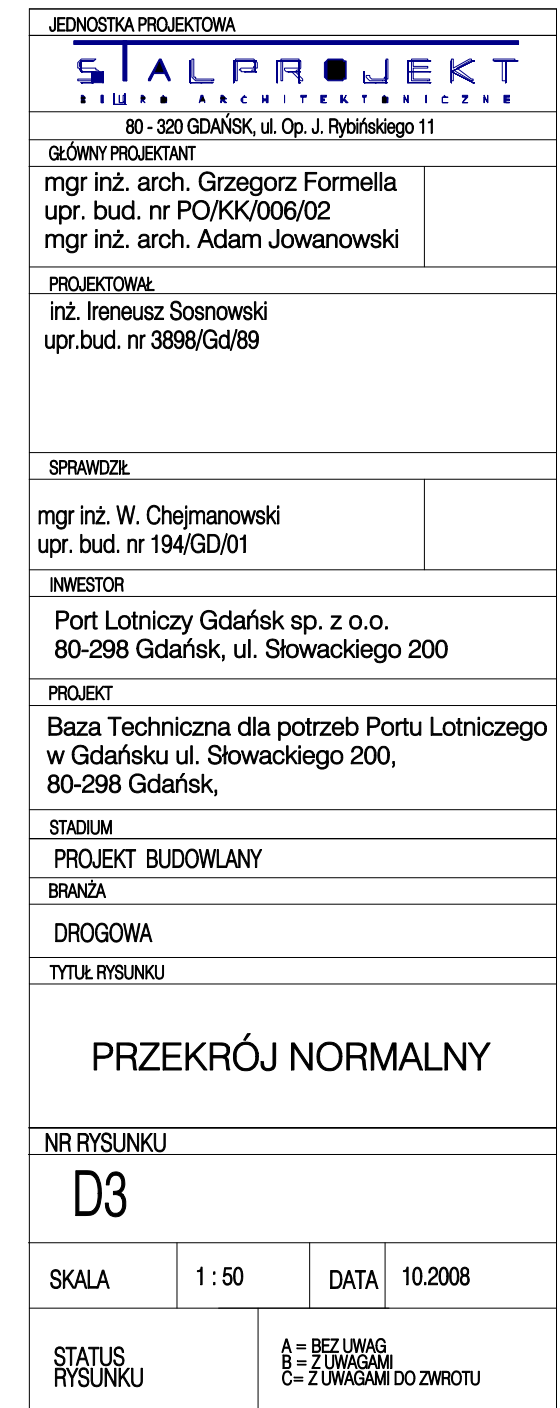 JEDNOSTKA PROJEKTOWA
STALPROJEKT
BIURO ARCHITEKTONICZNE
80 - 320 GDAŃSK, ul. Op. J. Rybińskiego 11
GŁÓWNY PROJEKTANT
mgr inż. arch. Grzegorz Formella
upr. bud. nr PO/KK/006/02
mgr inż. arch. Adam Jowanowski
PROJEKTOWAŁ
inż. Ireneusz Sosnowski
upr.bud. nr 3898/Gd/89
SPRAWDZIŁ
mgr inż. W. Chejmanowski
upr. bud. nr 194/GD/01
INWESTOR
Port Lotniczy Gdańsk sp. z o.o.
80-298 Gdańsk, ul. Słowackiego 200
PROJEKT
Baza Techniczna dla potrzeb Portu Lotniczego
w Gdańsku ul. Słowackiego 200,
80-298 Gdańsk,
STADIUM
PROJEKT BUDOWLANY
BRANŻA
DROGOWA
TYTUŁ RYSUNKU
PRZEKRÓJ NORMALNY
NR RYSUNKU
D3
SKALA 1 : 50 DATA 10.2008
STATUS
RYSUNKU
A = BEZ UWAG
B = Z UWAGAMI
C= Z UWAGAMI DO ZWROTU